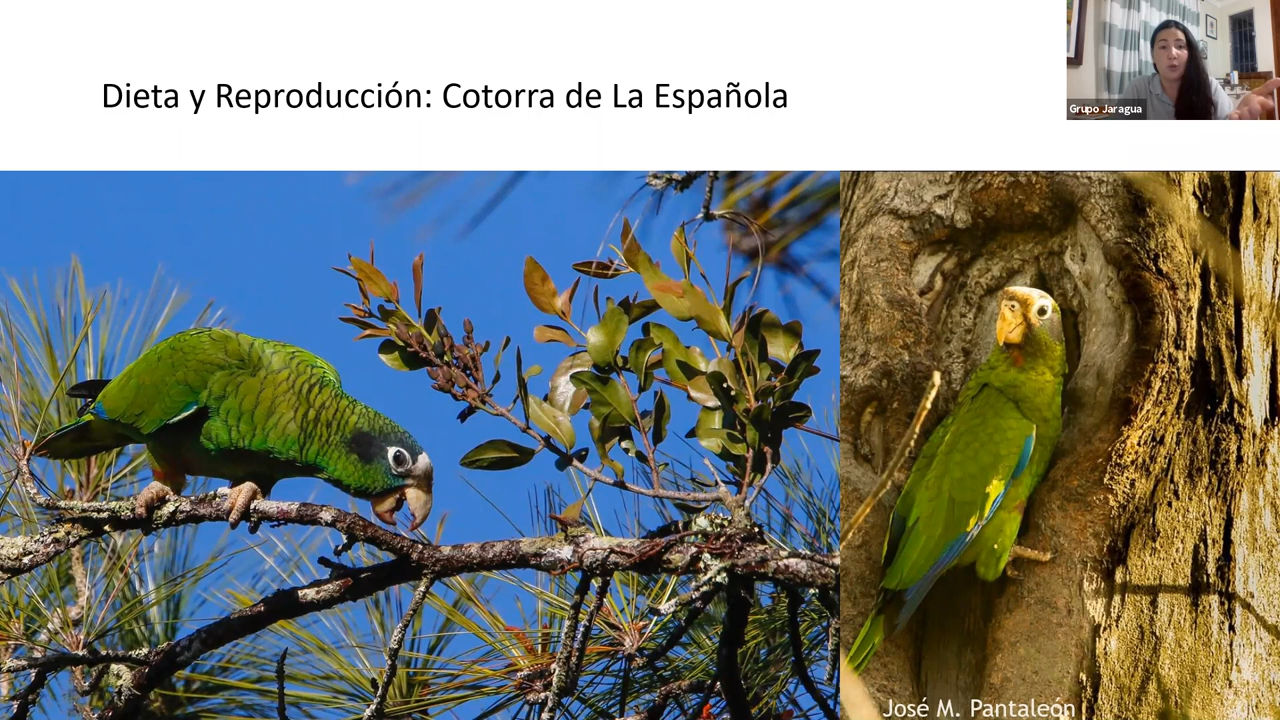 Dieta y Reproducción: Cotorra de La Española
Grupo Jaragua
José M. Pantaleón